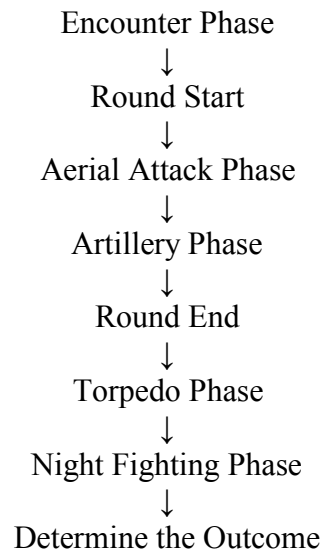 Encounter Phase
↓
Round Start
↓
Aerial Attack Phase
↓
Artillery Phase
↓
Round End
↓
Torpedo Phase
↓
Night Fighting Phase
↓
Determine the Outcome